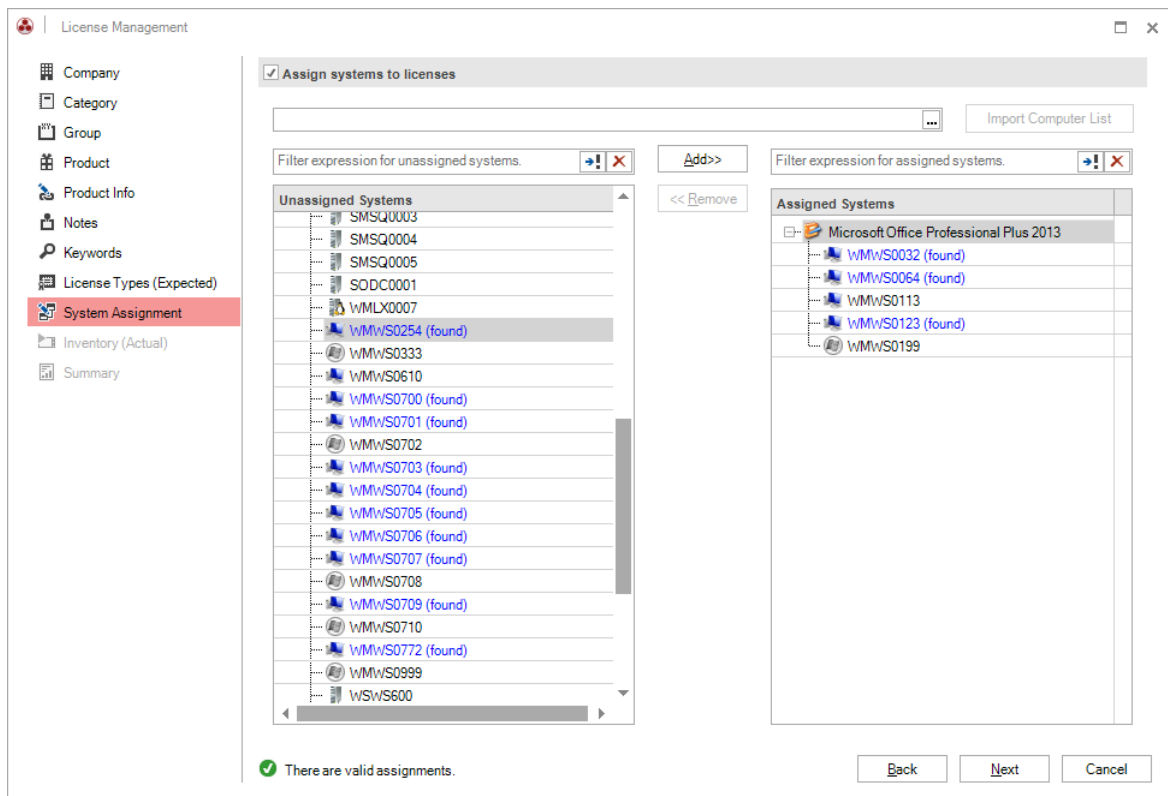 License Management
Company
Category
Group
Product
Product Info
Notes
Keywords
License Types (Expected)
System Assignment
Inventory (Actual)
Summary
Assign systems to licenses
...
Import Computer List
Filter expression for unassigned systems.
Add>>
<< Remove
Filter expression for assigned systems.
Unassigned Systems
SMSQ0003
SMSQ0004
SMSQ0005
SODC0001
WMLX0007
WMWS0254 (found)
WMWS0333
WMWS0610
WMWS0700 (found)
WMWS0701 (found)
WMWS0702
WMWS0703 (found)
WMWS0704 (found)
WMWS0705 (found)
WMWS0706 (found)
WMWS0707 (found)
WMWS0708
WMWS0709 (found)
WMWS0710
WMWS0772 (found)
WMWS0999
WSWS600
Assigned Systems
Microsoft Office Professional Plus 2013
WMWS0032 (found)
WMWS0064 (found)
WMWS0113
WMWS0123 (found)
WMWS0199
There are valid assignments.
Back
Next
Cancel